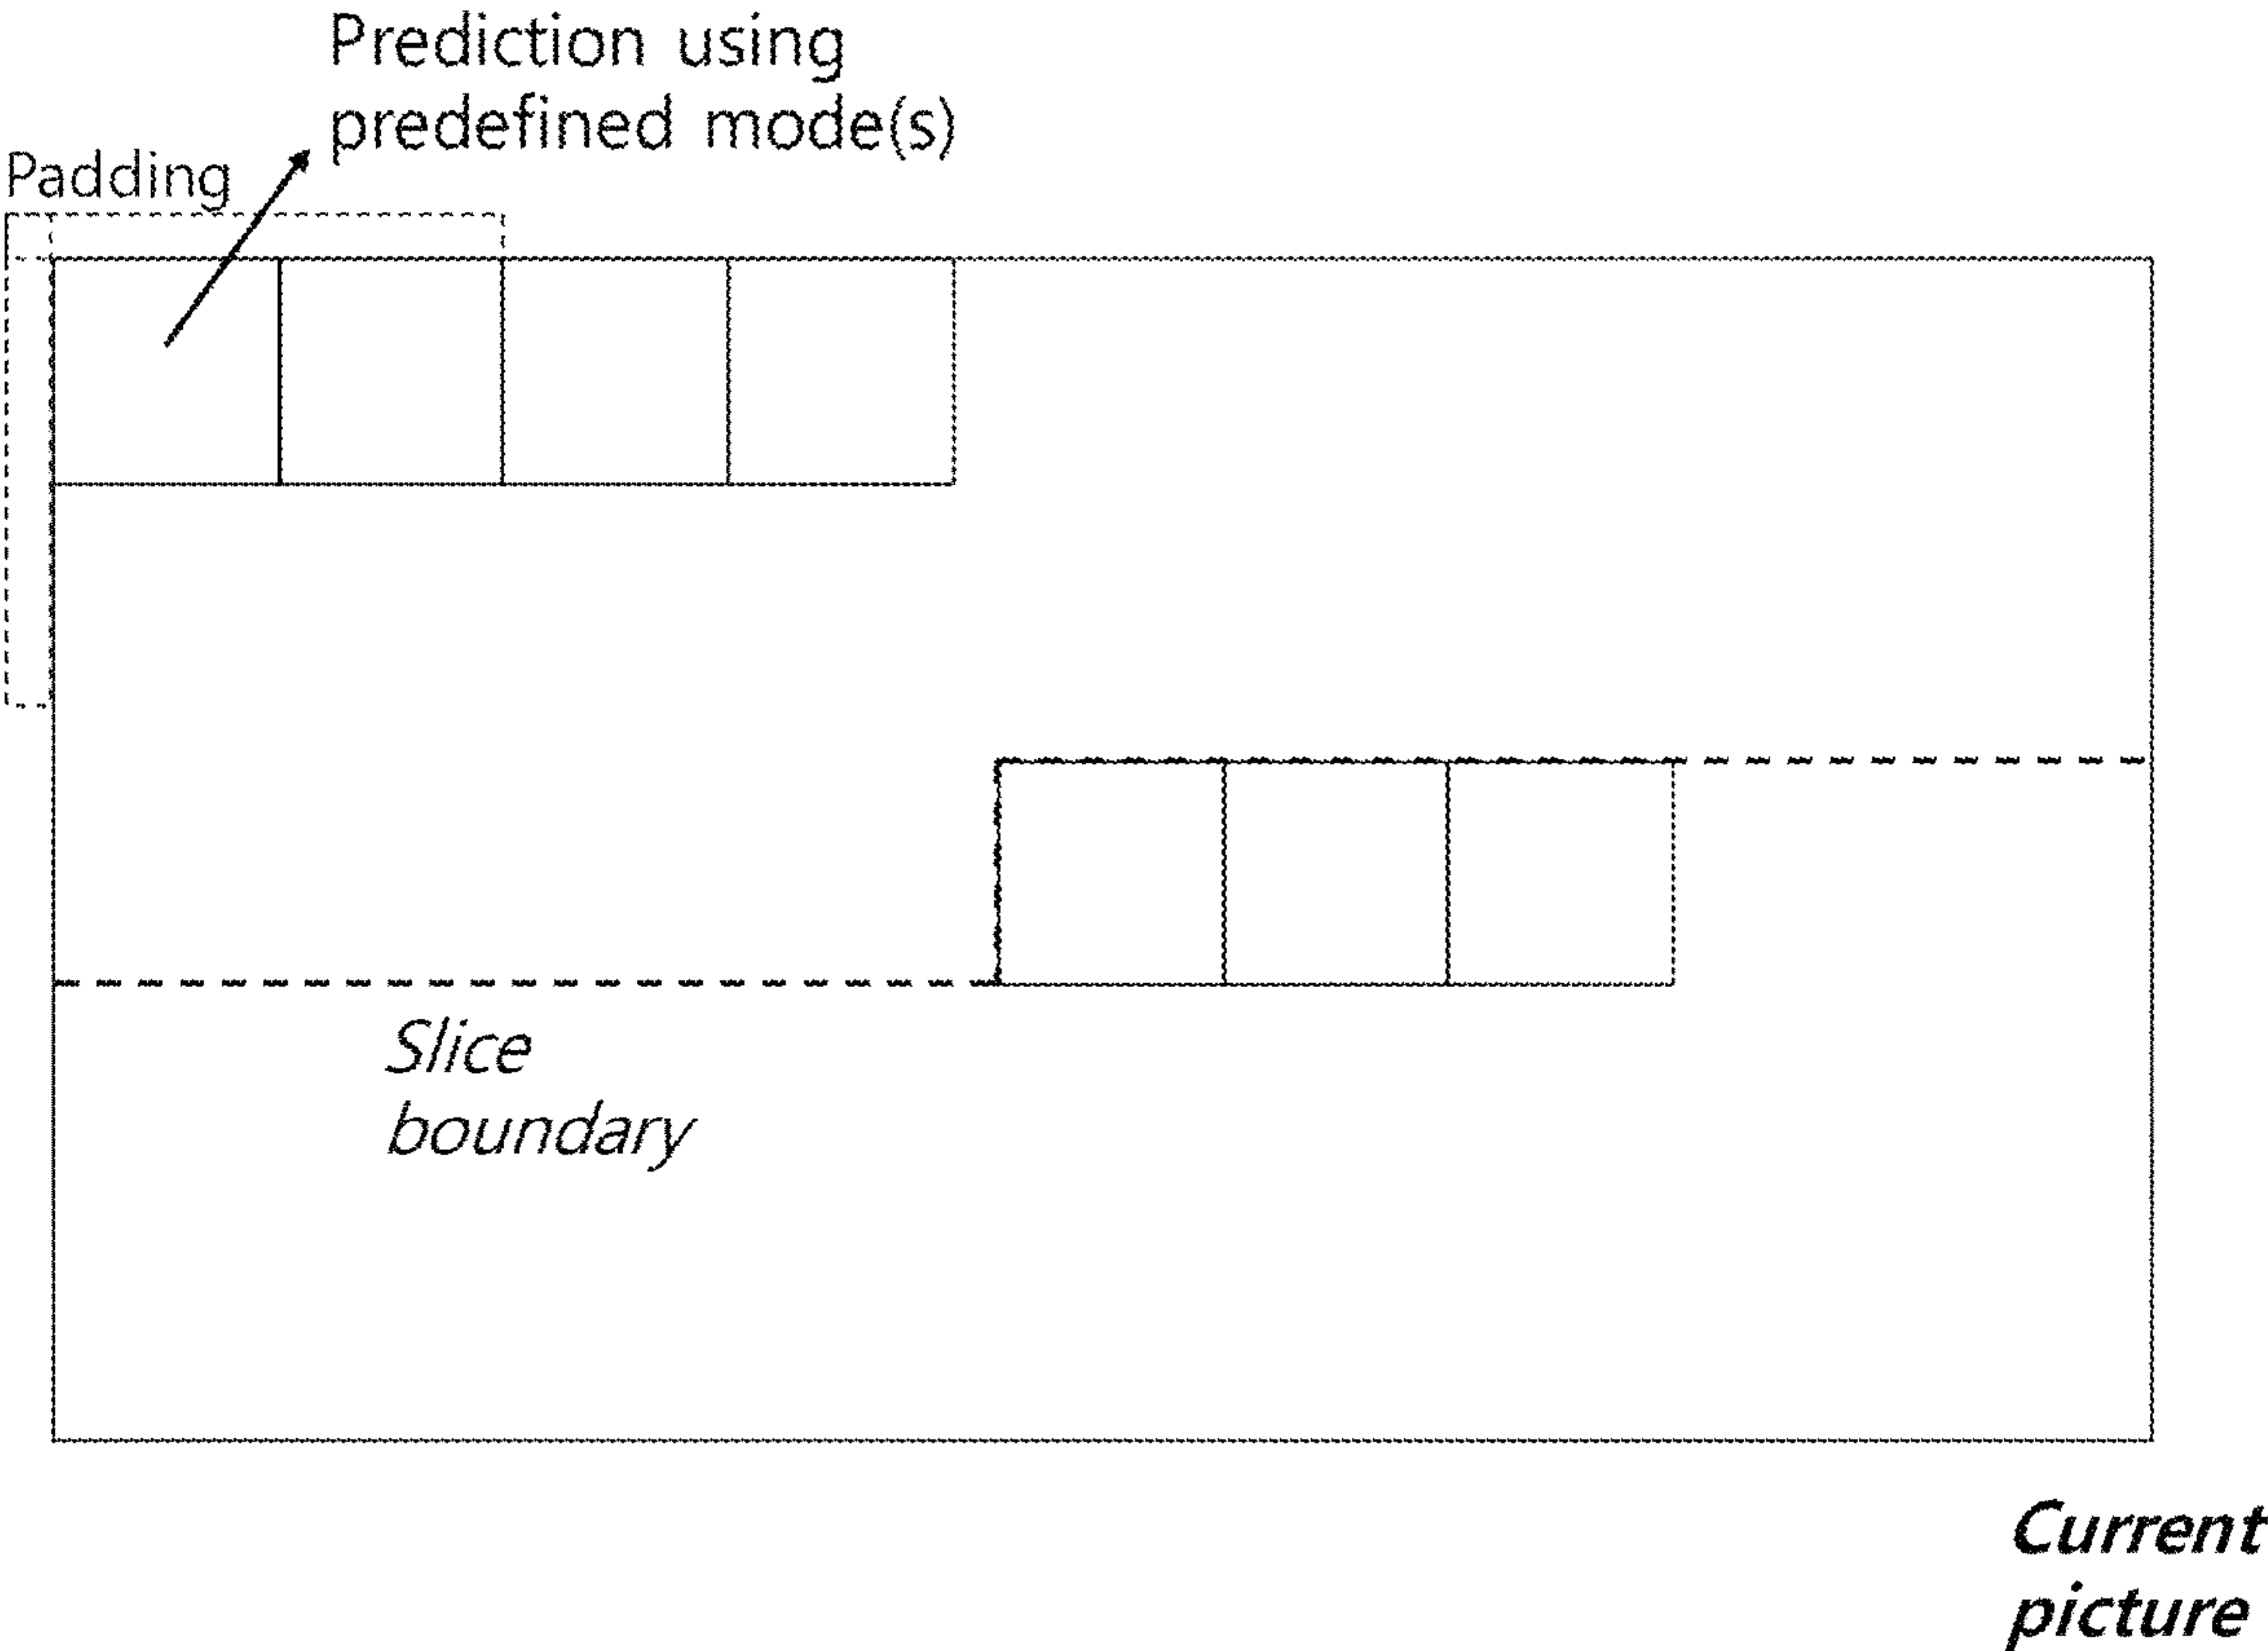 Prediction using
predefined mode(s)
Padding
Slice
boundary
Current
picture